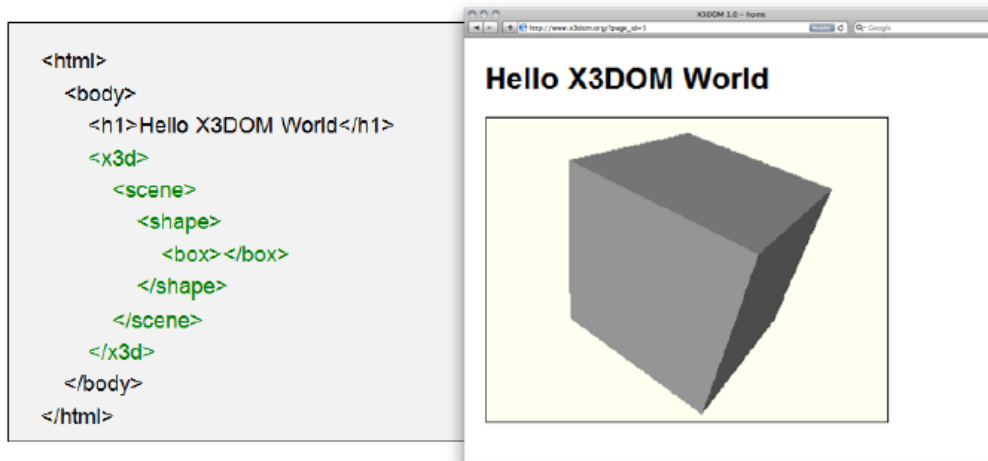 <html>
<body>
<h1>Hello X3DOM World</h1>
<x3d>
<scene>
<shape>
<box></box>
</shape>
</scene>
</x3d>
</body>
</html>
X3DOM 1.0 – home
http://www.x3dom.org/?page_id=5
Google
Hello X3DOM World